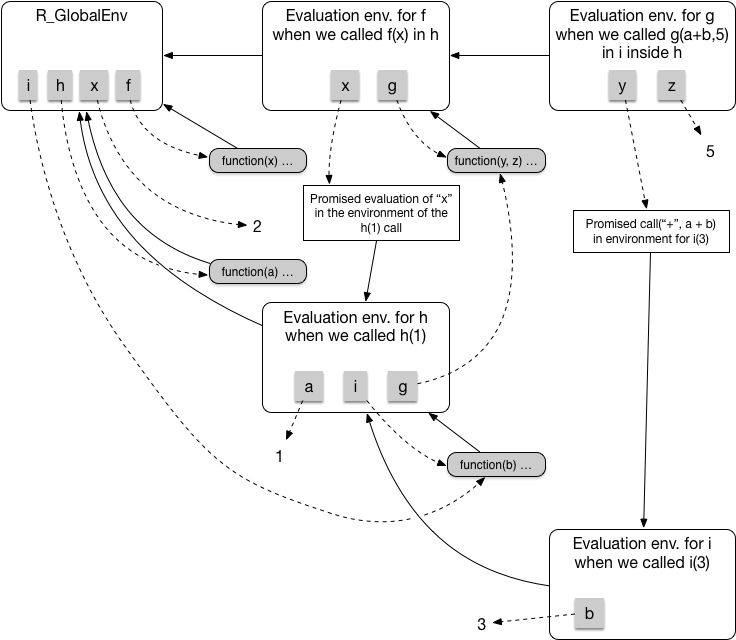 R_GlobalEnv
i h x f
Evaluation env. for f
when we called f(x) in h
x g
Evaluation env. for g
when we called g(a+b,5)
in i inside h
y z
function(x) ...
function(y, z) ...
5
Promised evaluation of “x”
in the environment of the
h(1) call
2
Promised call(“+”, a + b)
in environment for i(3)
function(a) ...
Evaluation env. for h
when we called h(1)
a i g
1
function(b) ...
Evaluation env. for i
when we called i(3)
b
3